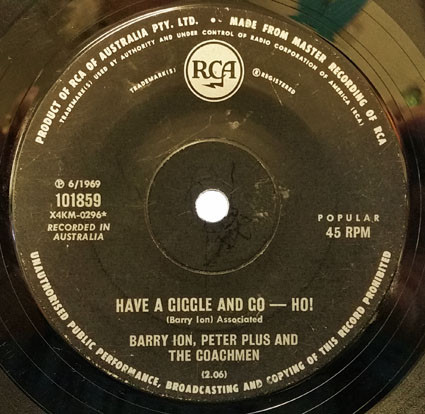 PRODUCT OF RCA OF AUSTRALIA PTY. LTD. • MADE FROM MASTER RECORDING OF RCA
TRADEMARK(S) USED BY AUTHORITY AND UNDER CONTROL OF RADIO CORPORATION OF AMERICA (RCA)
TRADEMARK(S) ® REGISTERED
RCA
℗ 6/1969
101859
X4KM-0296*
RECORDED IN
AUSTRALIA
POPULAR
45 RPM
HAVE A GIGGLE AND GO — HO!
(Barry Ion) Associated
BARRY ION, PETER PLUS AND
THE COACHMEN
(2.06)
UNAUTHORISED PUBLIC PERFORMANCE, BROADCASTING AND COPYING OF THIS RECORD PROHIBITED